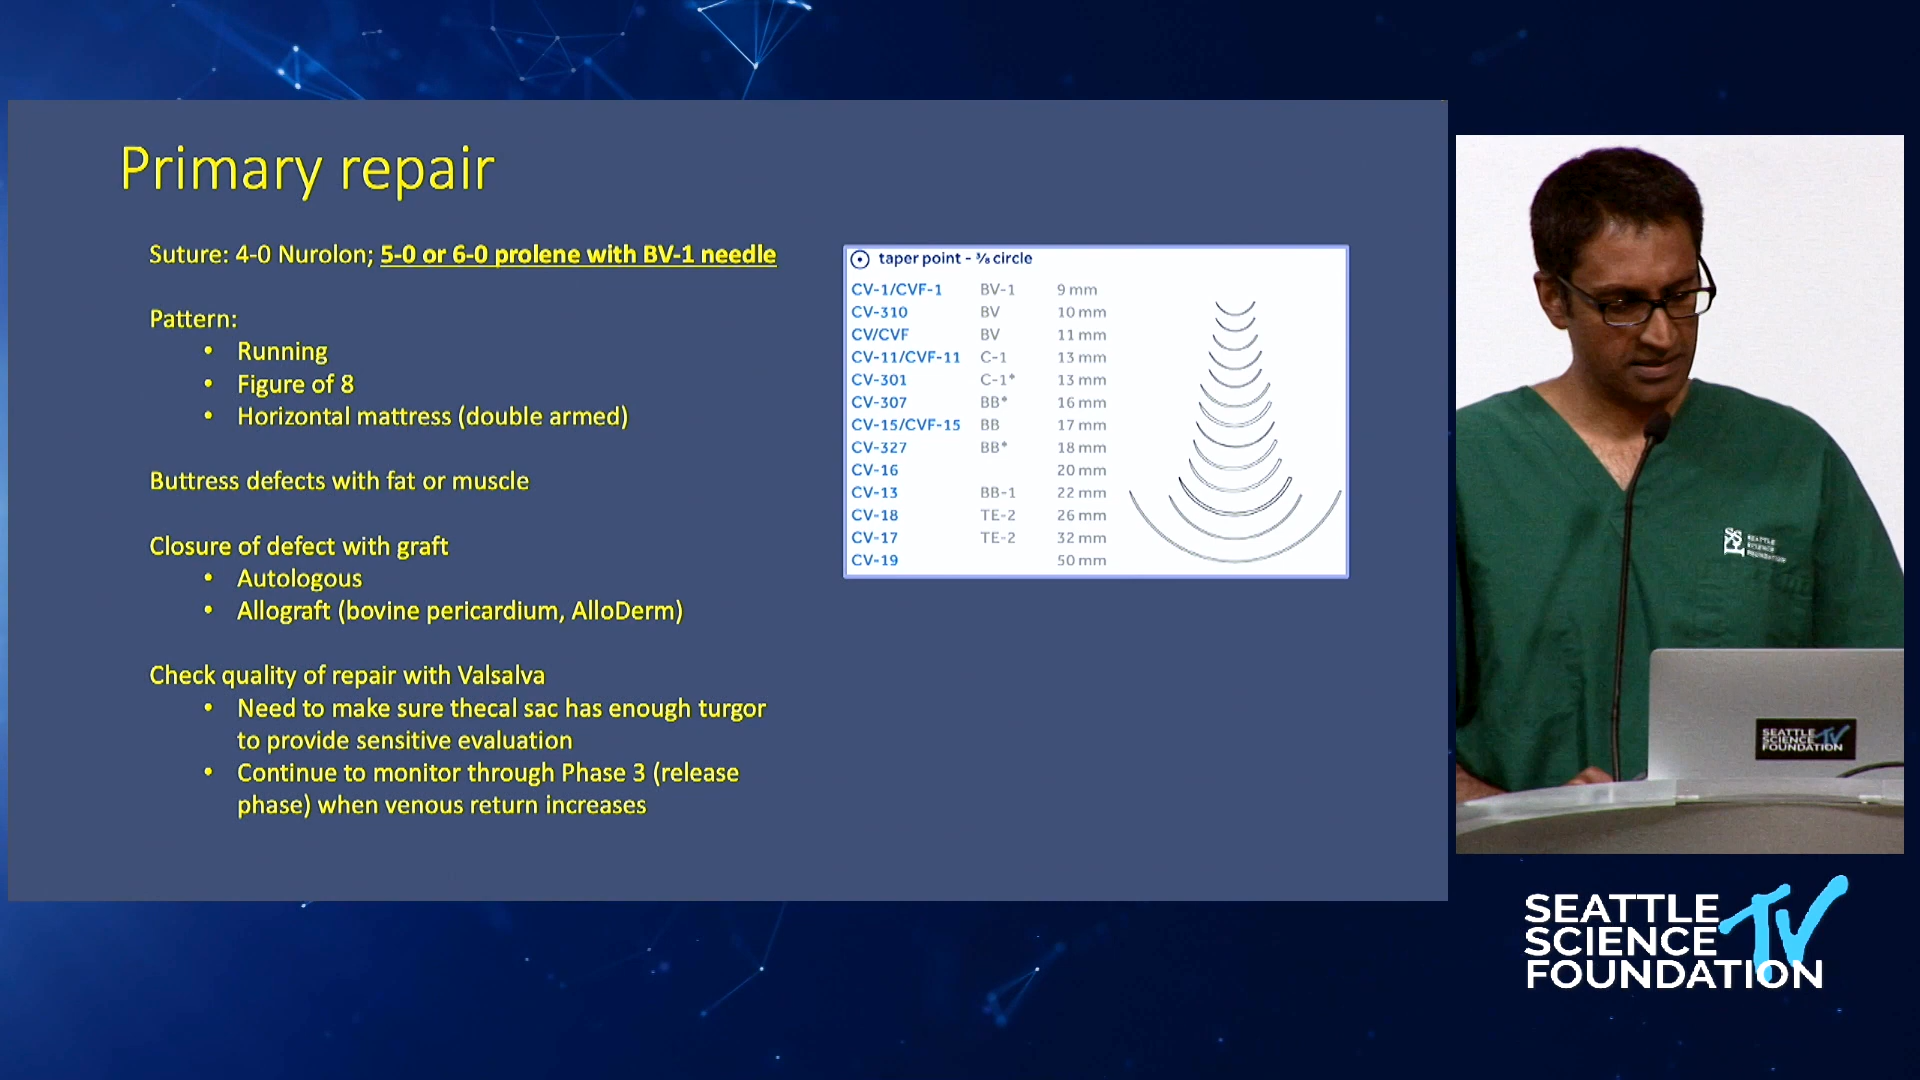 Primary repair
Suture: 4-0 Nurolon; 5-0 or 6-0 prolene with BV-1 needle
Pattern:
• Running
• Figure of 8
• Horizontal mattress (double armed)
Buttress defects with fat or muscle
Closure of defect with graft
• Autologous
• Allograft (bovine pericardium, AlloDerm)
Check quality of repair with Valsalva
• Need to make sure thecal sac has enough turgor
to provide sensitive evaluation
• Continue to monitor through Phase 3 (release
phase) when venous return increases
taper point - ⅜ circle
CV-1/CVF-1 BV-1 9 mm
CV-310 BV 10 mm
CV/CVF BV 11 mm
CV-11/CVF-11 C-1 13 mm
CV-301 C-1* 13 mm
CV-307 BB* 16 mm
CV-15/CVF-15 BB 17 mm
CV-327 BB* 18 mm
CV-16 20 mm
CV-13 BB-1 22 mm
CV-18 TE-2 26 mm
CV-17 TE-2 32 mm
CV-19 50 mm
SEATTLE
SCIENCE
FOUNDATION
SEATTLE
SCIENCE TV
FOUNDATION
SEATTLE
SCIENCE TV
FOUNDATION